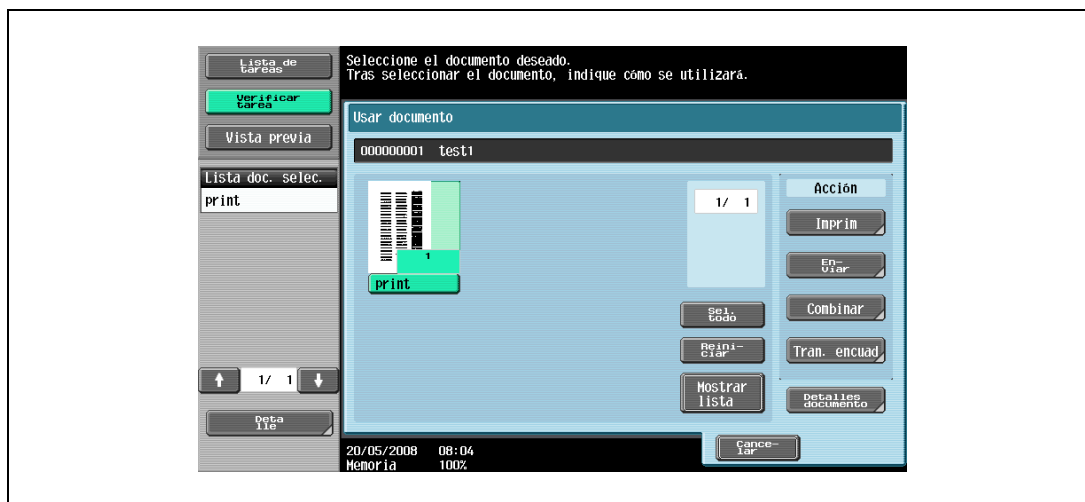 Lista de
tareas
Verificar
tarea
Vista previa
Lista doc. selec.
print
1/ 1
Deta
lle
Seleccione el documento deseado.
Tras seleccionar el documento, indique cómo se utilizará.
Usar documento
000000001 test1
1
print
1/ 1
Sel.
todo
Reini-
ciar
Mostrar
lista
Acción
Imprim
En-
viar
Combinar
Tran. encuad
Detalles
documento
Cance-
lar
20/05/2008 08:04
Memoria 100%